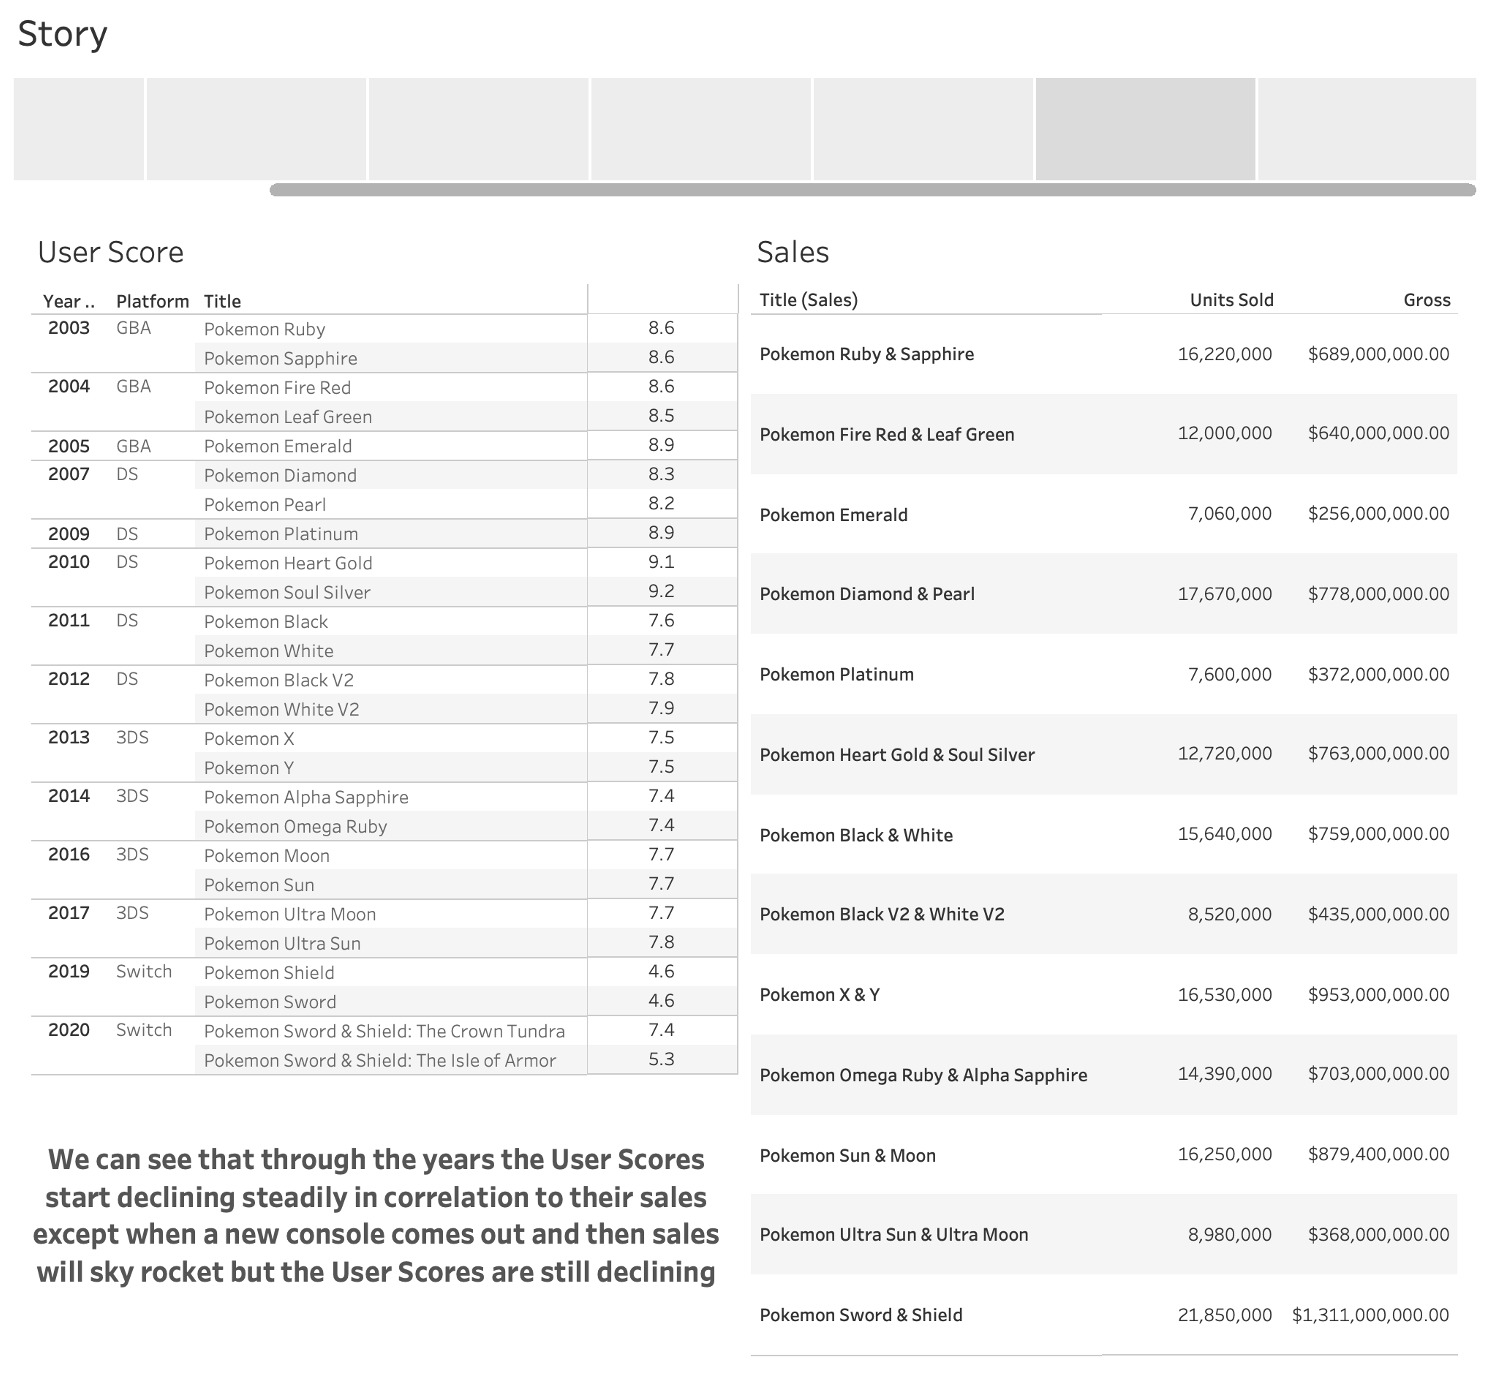 Story
User Score
Year .. Platform Title
2003 GBA Pokemon Ruby 8.6
Pokemon Sapphire 8.6
2004 GBA Pokemon Fire Red 8.6
Pokemon Leaf Green 8.5
2005 GBA Pokemon Emerald 8.9
2007 DS Pokemon Diamond 8.3
Pokemon Pearl 8.2
2009 DS Pokemon Platinum 8.9
2010 DS Pokemon Heart Gold 9.1
Pokemon Soul Silver 9.2
2011 DS Pokemon Black 7.6
Pokemon White 7.7
2012 DS Pokemon Black V2 7.8
Pokemon White V2 7.9
2013 3DS Pokemon X 7.5
Pokemon Y 7.5
2014 3DS Pokemon Alpha Sapphire 7.4
Pokemon Omega Ruby 7.4
2016 3DS Pokemon Moon 7.7
Pokemon Sun 7.7
2017 3DS Pokemon Ultra Moon 7.7
Pokemon Ultra Sun 7.8
2019 Switch Pokemon Shield 4.6
Pokemon Sword 4.6
2020 Switch Pokemon Sword & Shield: The Crown Tundra 7.4
Pokemon Sword & Shield: The Isle of Armor 5.3
We can see that through the years the User Scores
start declining steadily in correlation to their sales
except when a new console comes out and then sales
will sky rocket but the User Scores are still declining
Sales
Title (Sales) Units Sold Gross
Pokemon Ruby & Sapphire 16,220,000 $689,000,000.00
Pokemon Fire Red & Leaf Green 12,000,000 $640,000,000.00
Pokemon Emerald 7,060,000 $256,000,000.00
Pokemon Diamond & Pearl 17,670,000 $778,000,000.00
Pokemon Platinum 7,600,000 $372,000,000.00
Pokemon Heart Gold & Soul Silver 12,720,000 $763,000,000.00
Pokemon Black & White 15,640,000 $759,000,000.00
Pokemon Black V2 & White V2 8,520,000 $435,000,000.00
Pokemon X & Y 16,530,000 $953,000,000.00
Pokemon Omega Ruby & Alpha Sapphire 14,390,000 $703,000,000.00
Pokemon Sun & Moon 16,250,000 $879,400,000.00
Pokemon Ultra Sun & Ultra Moon 8,980,000 $368,000,000.00
Pokemon Sword & Shield 21,850,000 $1,311,000,000.00